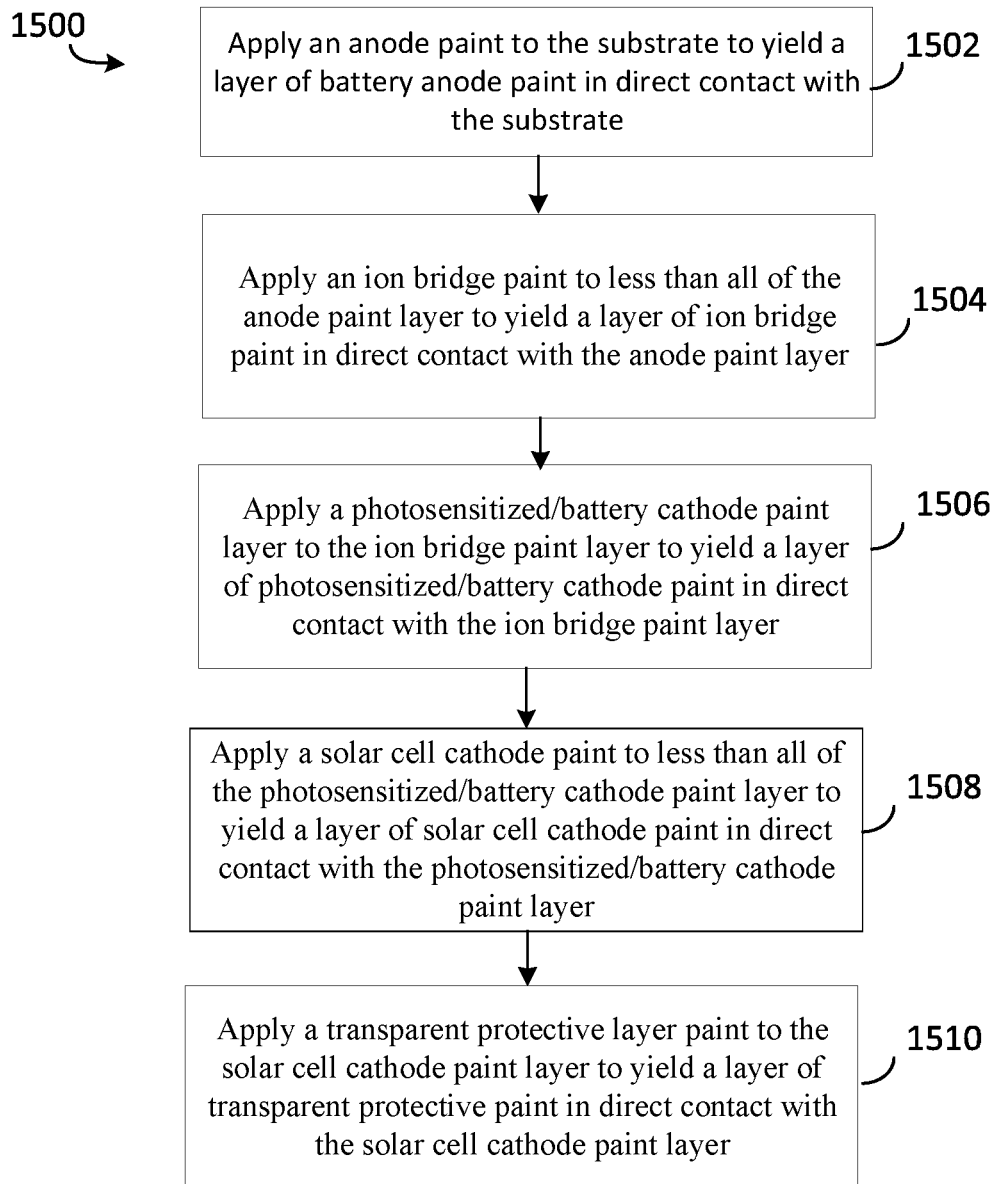 1500
Apply an anode paint to the substrate to yield a
layer of battery anode paint in direct contact with
the substrate
1502
Apply an ion bridge paint to less than all of the
anode paint layer to yield a layer of ion bridge
paint in direct contact with the anode paint layer
1504
Apply a photosensitized/battery cathode paint
layer to the ion bridge paint layer to yield a layer
of photosensitized/battery cathode paint in direct
contact with the ion bridge paint layer
1506
Apply a solar cell cathode paint to less than all of
the photosensitized/battery cathode paint layer to
yield a layer of solar cell cathode paint in direct
contact with the photosensitized/battery cathode
paint layer
1508
Apply a transparent protective layer paint to the
solar cell cathode paint layer to yield a layer of
transparent protective paint in direct contact with
the solar cell cathode paint layer
1510